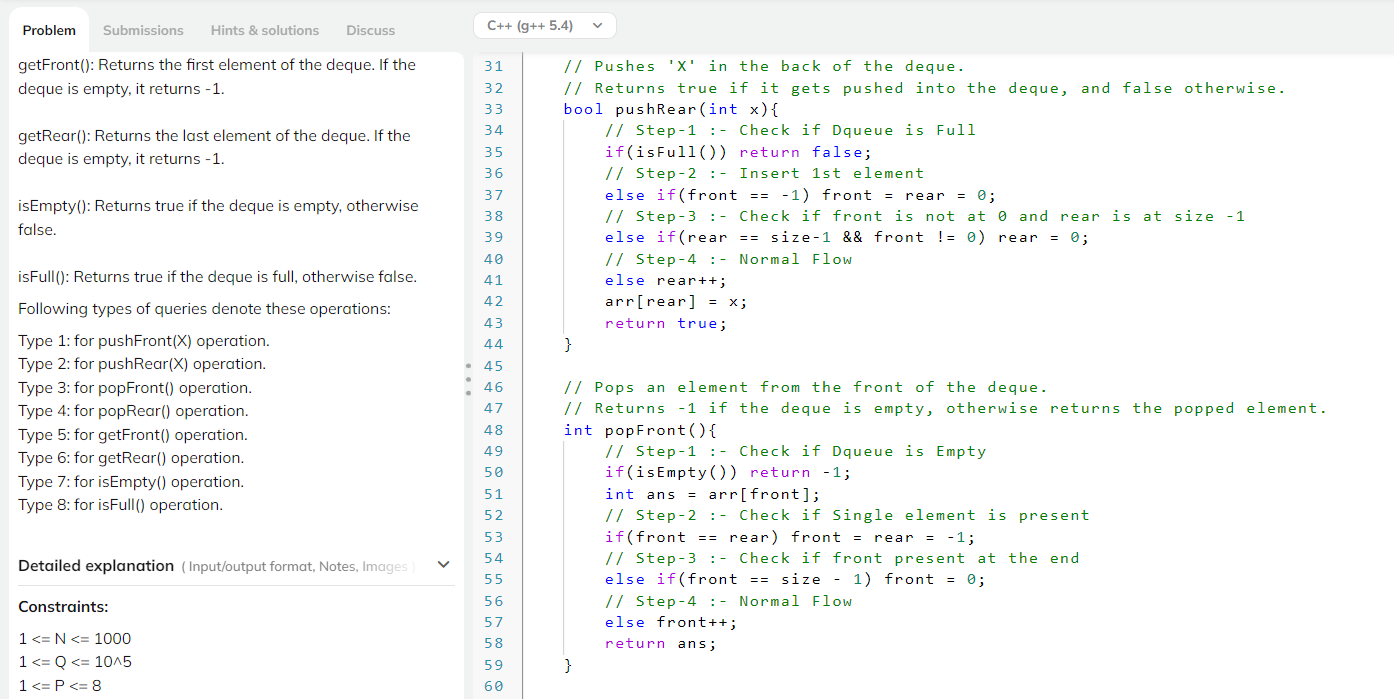 Problem
Submissions
Hints & solutions
Discuss
C++ (g++ 5.4)
getFront(): Returns the first element of the deque. If the
deque is empty, it returns -1.
getRear(): Returns the last element of the deque. If the
deque is empty, it returns -1.
isEmpty(): Returns true if the deque is empty, otherwise
false.
isFull(): Returns true if the deque is full, otherwise false.
Following types of queries denote these operations:
Type 1: for pushFront(X) operation.
Type 2: for pushRear(X) operation.
Type 3: for popFront() operation.
Type 4: for popRear() operation.
Type 5: for getFront() operation.
Type 6: for getRear() operation.
Type 7: for isEmpty() operation.
Type 8: for isFull() operation.
Detailed explanation ( Input/output format, Notes, Images )
Constraints:
1 <= N <= 1000
1 <= Q <= 10^5
1 <= P <= 8
31 // Pushes 'X' in the back of the deque.
32 // Returns true if it gets pushed into the deque, and false otherwise.
33 bool pushRear(int x){
34 // Step-1 :- Check if Dqueue is Full
35 if(isFull()) return false;
36 // Step-2 :- Insert 1st element
37 else if(front == -1) front = rear = 0;
38 // Step-3 :- Check if front is not at 0 and rear is at size -1
39 else if(rear == size-1 && front != 0) rear = 0;
40 // Step-4 :- Normal Flow
41 else rear++;
42 arr[rear] = x;
43 return true;
44 }
45
46 // Pops an element from the front of the deque.
47 // Returns -1 if the deque is empty, otherwise returns the popped element.
48 int popFront(){
49 // Step-1 :- Check if Dqueue is Empty
50 if(isEmpty()) return -1;
51 int ans = arr[front];
52 // Step-2 :- Check if Single element is present
53 if(front == rear) front = rear = -1;
54 // Step-3 :- Check if front present at the end
55 else if(front == size - 1) front = 0;
56 // Step-4 :- Normal Flow
57 else front++;
58 return ans;
59 }
60